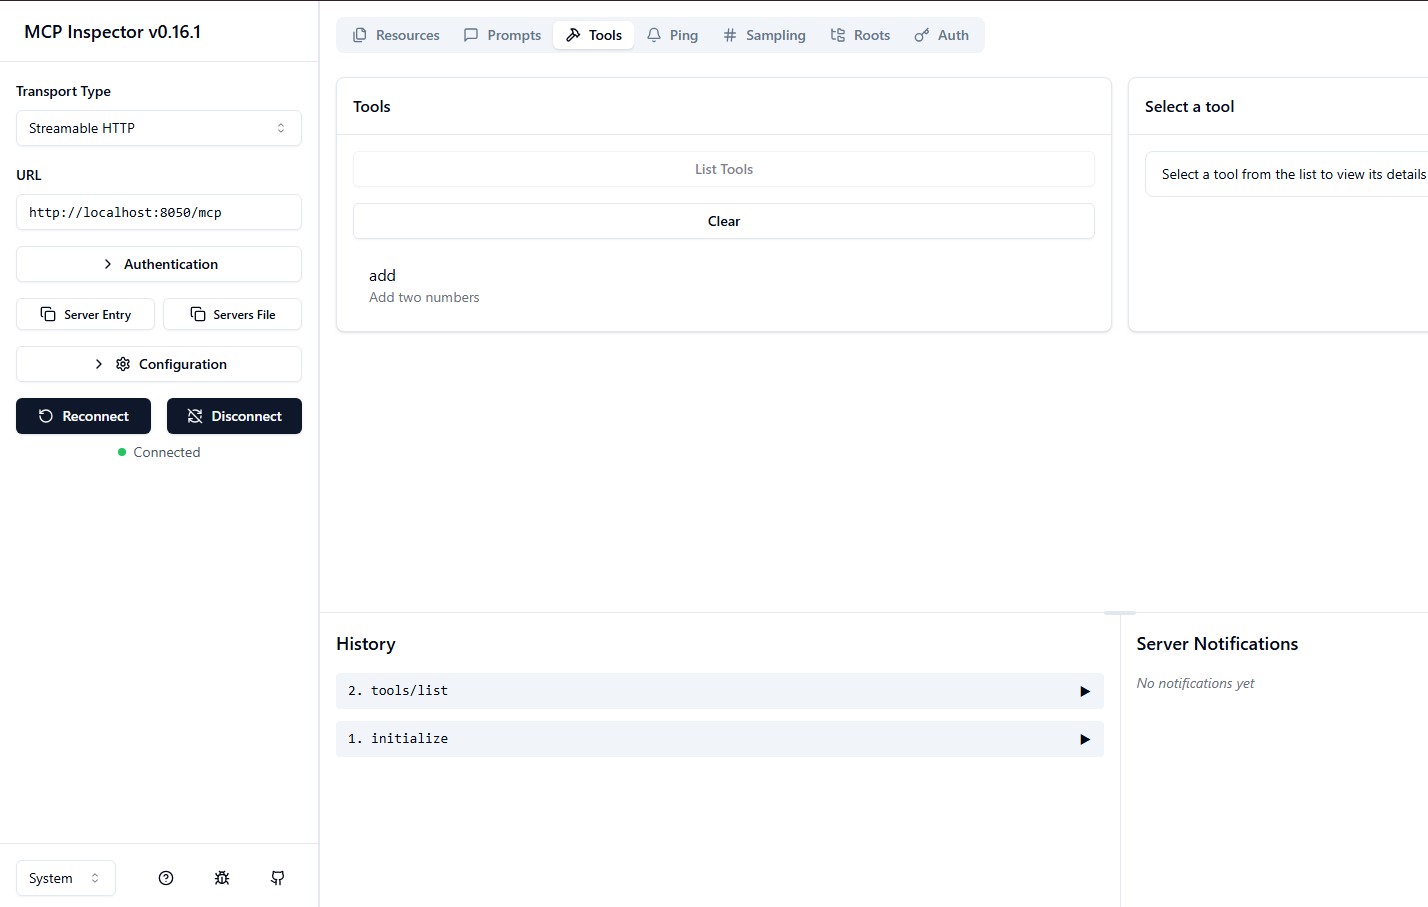 MCP Inspector v0.16.1
Transport Type
Streamable HTTP
URL
http://localhost:8050/mcp
Authentication
Server Entry
Servers File
Configuration
Reconnect
Disconnect
Connected
System
Resources
Prompts
Tools
Ping
Sampling
Roots
Auth
Tools
List Tools
Clear
add
Add two numbers
Select a tool
Select a tool from the list to view its details
History
2. tools/list
1. initialize
Server Notifications
No notifications yet